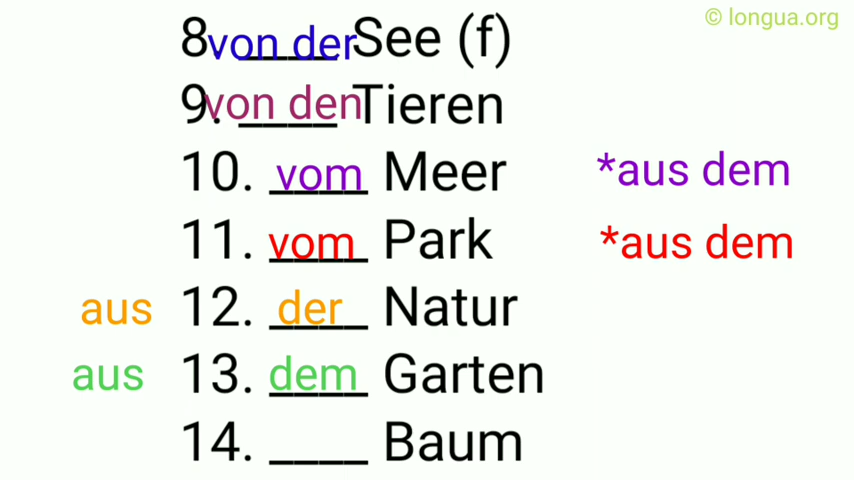 © longua.org
8. von der See (f)
9. von den Tieren
10. vom Meer *aus dem
11. vom Park *aus dem
aus 12. der Natur
aus 13. dem Garten
14. ____ Baum